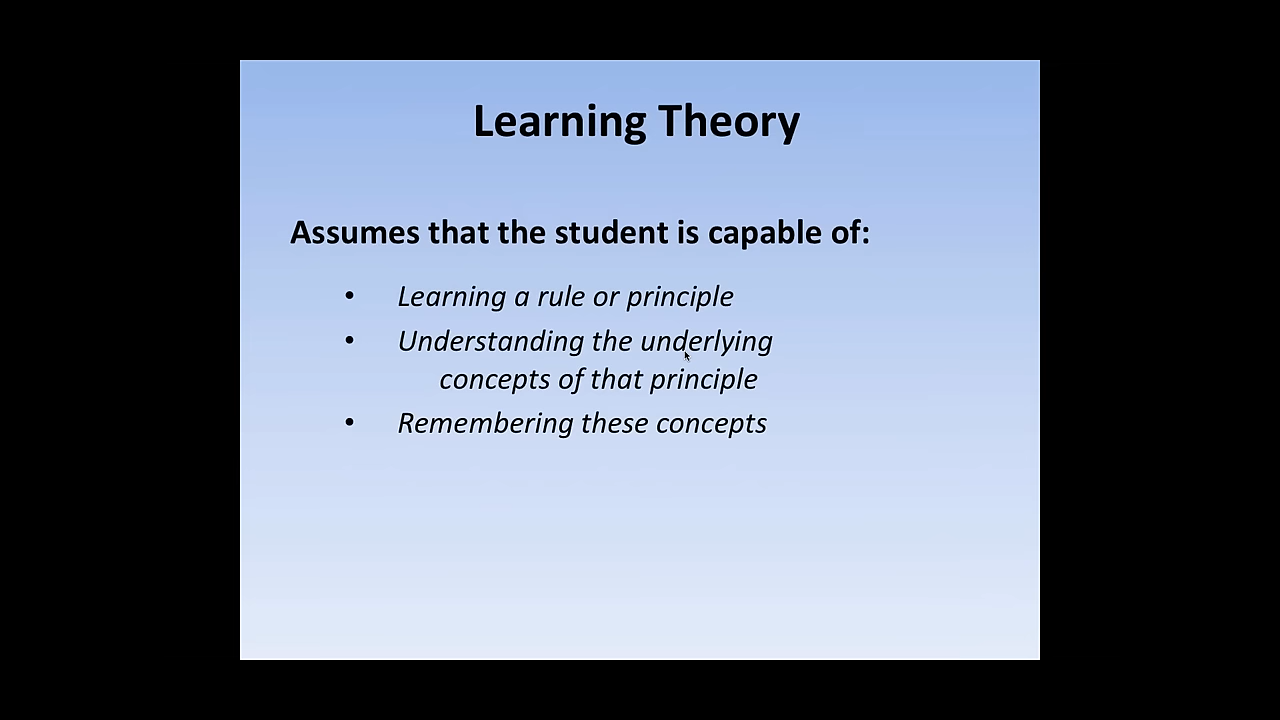 Learning Theory
Assumes that the student is capable of:
• Learning a rule or principle
• Understanding the underlying
concepts of that principle
• Remembering these concepts